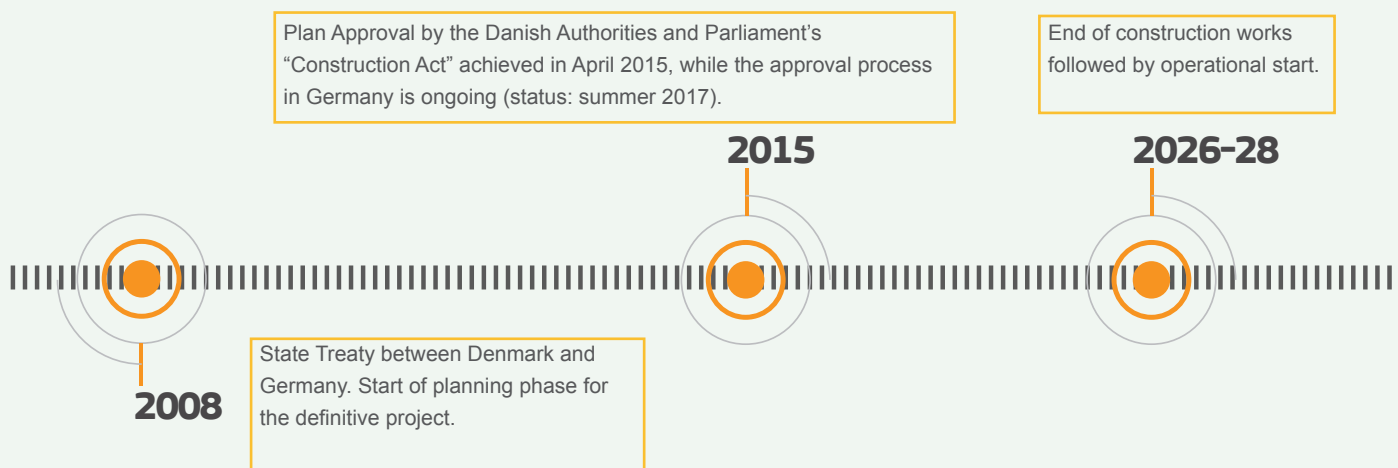 Plan Approval by the Danish Authorities and Parliament’s
“Construction Act” achieved in April 2015, while the approval process
in Germany is ongoing (status: summer 2017).
End of construction works
followed by operational start.
2015
2026-28
State Treaty between Denmark and
Germany. Start of planning phase for
the definitive project.
2008